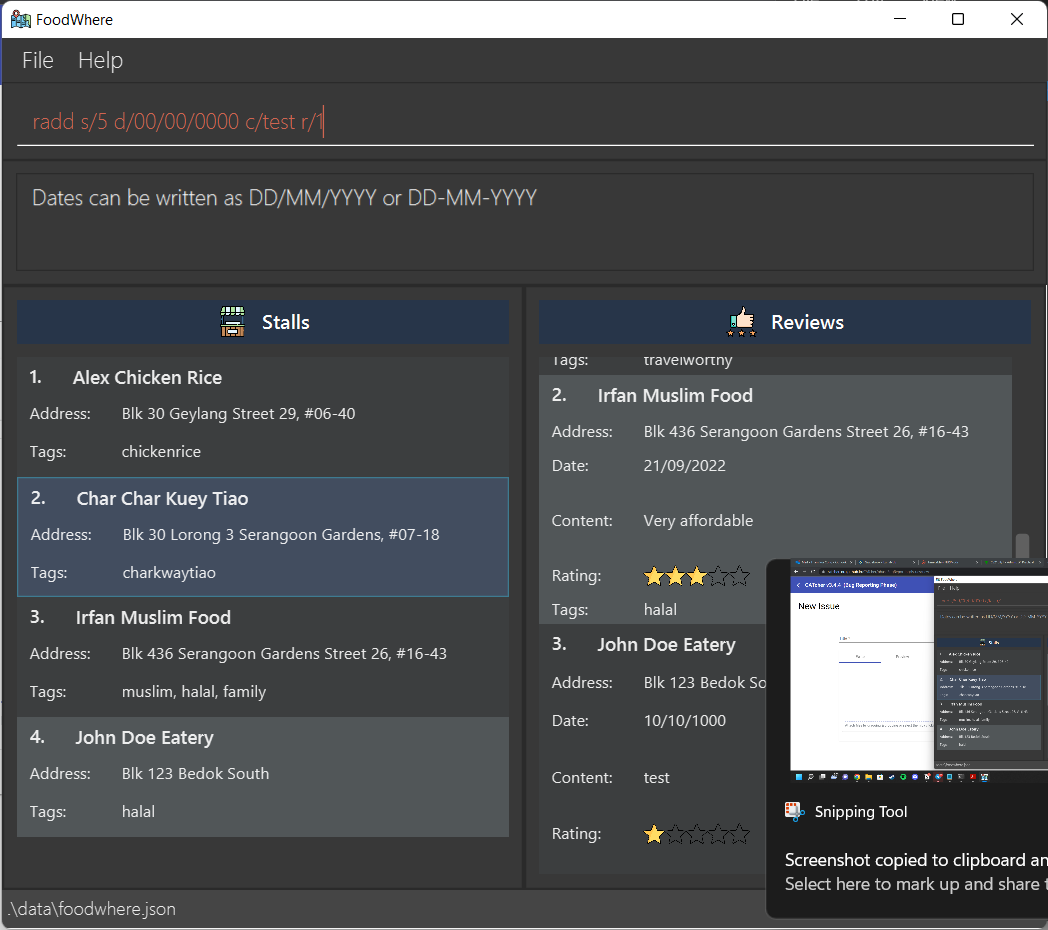 FoodWhere
File Help
radd s/5 d/00/00/0000 c/test r/1
Dates can be written as DD/MM/YYYY or DD-MM-YYYY
Stalls
1. Alex Chicken Rice
Address: Blk 30 Geylang Street 29, #06-40
Tags: chickenrice
2. Char Char Kuey Tiao
Address: Blk 30 Lorong 3 Serangoon Gardens, #07-18
Tags: charkwaytiao
3. Irfan Muslim Food
Address: Blk 436 Serangoon Gardens Street 26, #16-43
Tags: muslim, halal, family
4. John Doe Eatery
Address: Blk 123 Bedok South
Tags: halal
Reviews
Tags: travelworthy
2. Irfan Muslim Food
Address: Blk 436 Serangoon Gardens Street 26, #16-43
Date: 21/09/2022
Content: Very affordable
Rating:
Tags: halal
3. John Doe Eatery
Address: Blk 123 Bedok So
Date: 10/10/1000
Content: test
Rating:
CATcher v3.4.4 (Bug Reporting Phase)
New Issue
Snipping Tool
Screenshot copied to clipboard an
Select here to mark up and share t
.\data\foodwhere.json